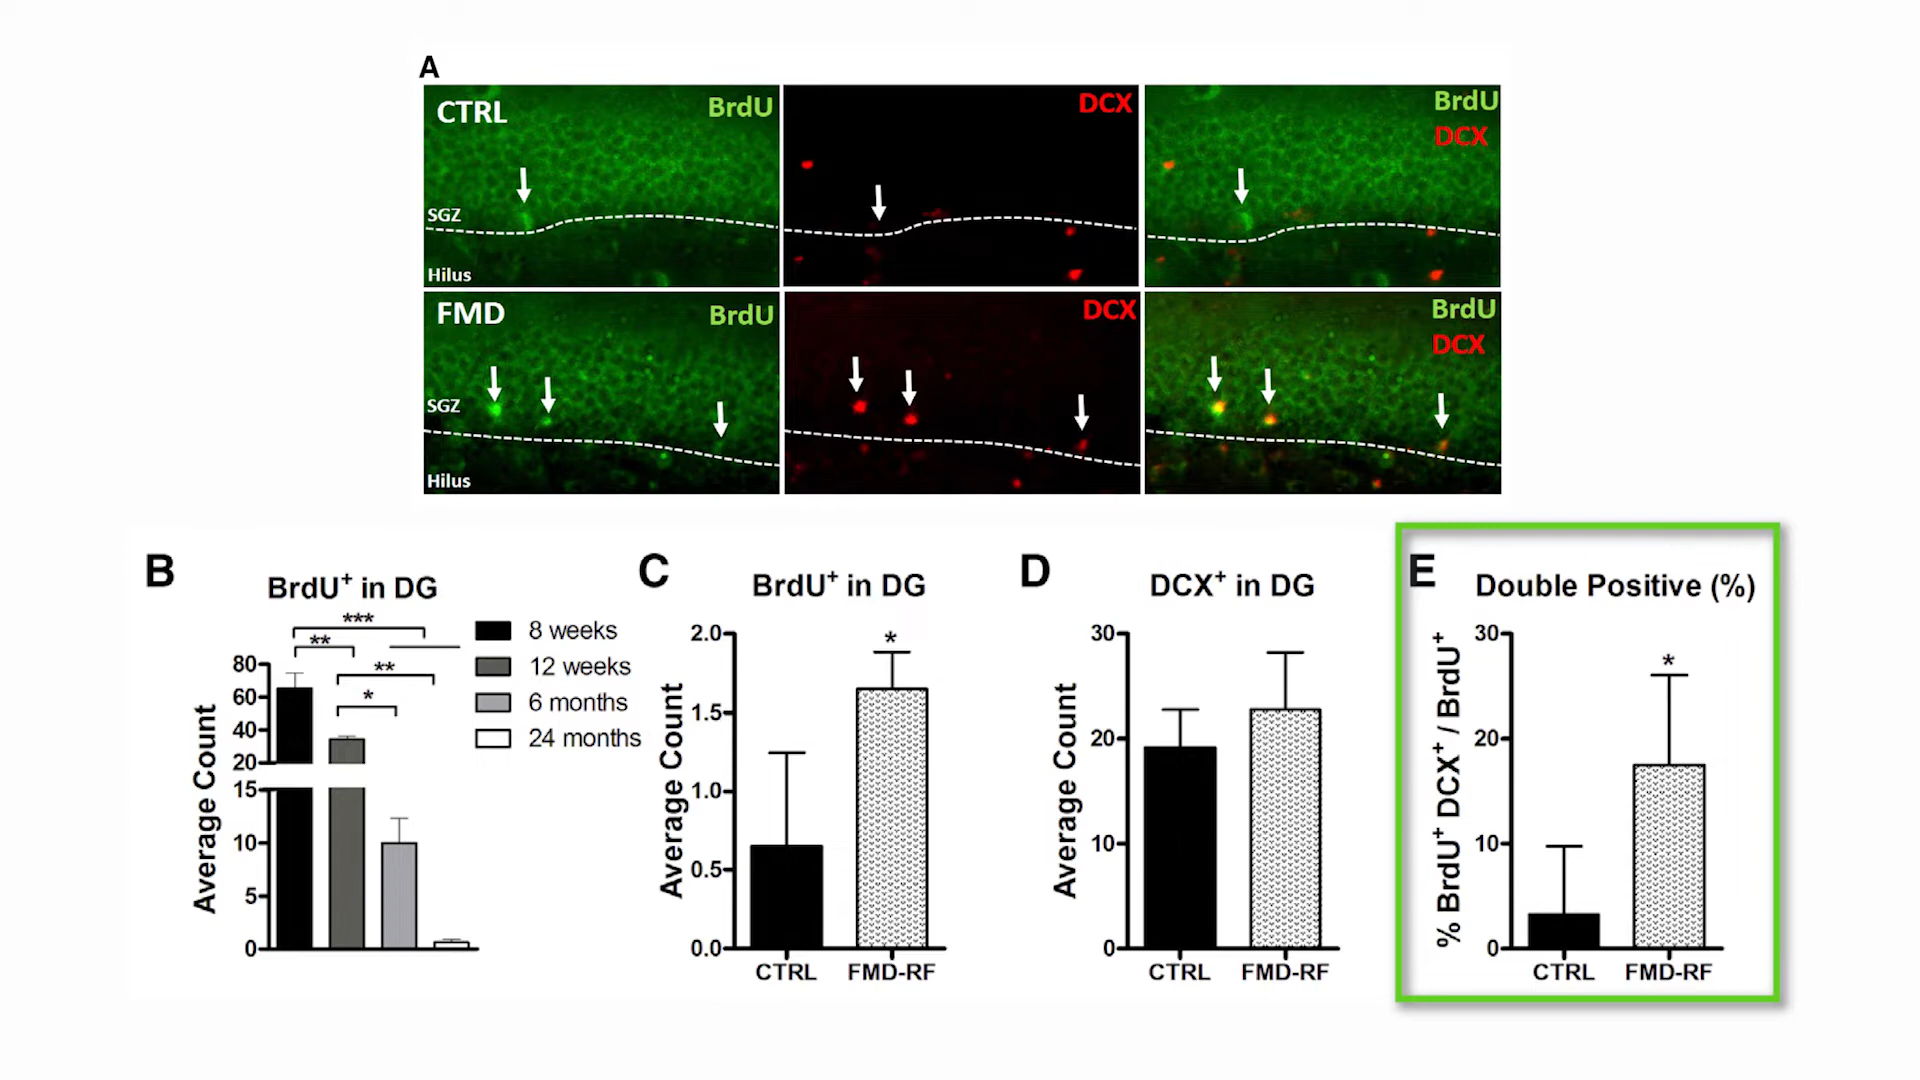 A
CTRL
BrdU
SGZ
Hilus
DCX
BrdU
DCX
FMD
BrdU
SGZ
Hilus
DCX
BrdU
DCX
B
BrdU⁺ in DG
***
**
**
*
80
60
40
20
15
10
5
0
Average Count
8 weeks
12 weeks
6 months
24 months
C
BrdU⁺ in DG
*
2.0
1.5
1.0
0.5
0.0
Average Count
CTRL
FMD-RF
D
DCX⁺ in DG
30
20
10
0
Average Count
CTRL
FMD-RF
E
Double Positive (%)
*
30
20
10
0
% BrdU⁺ DCX⁺ / BrdU⁺
CTRL
FMD-RF